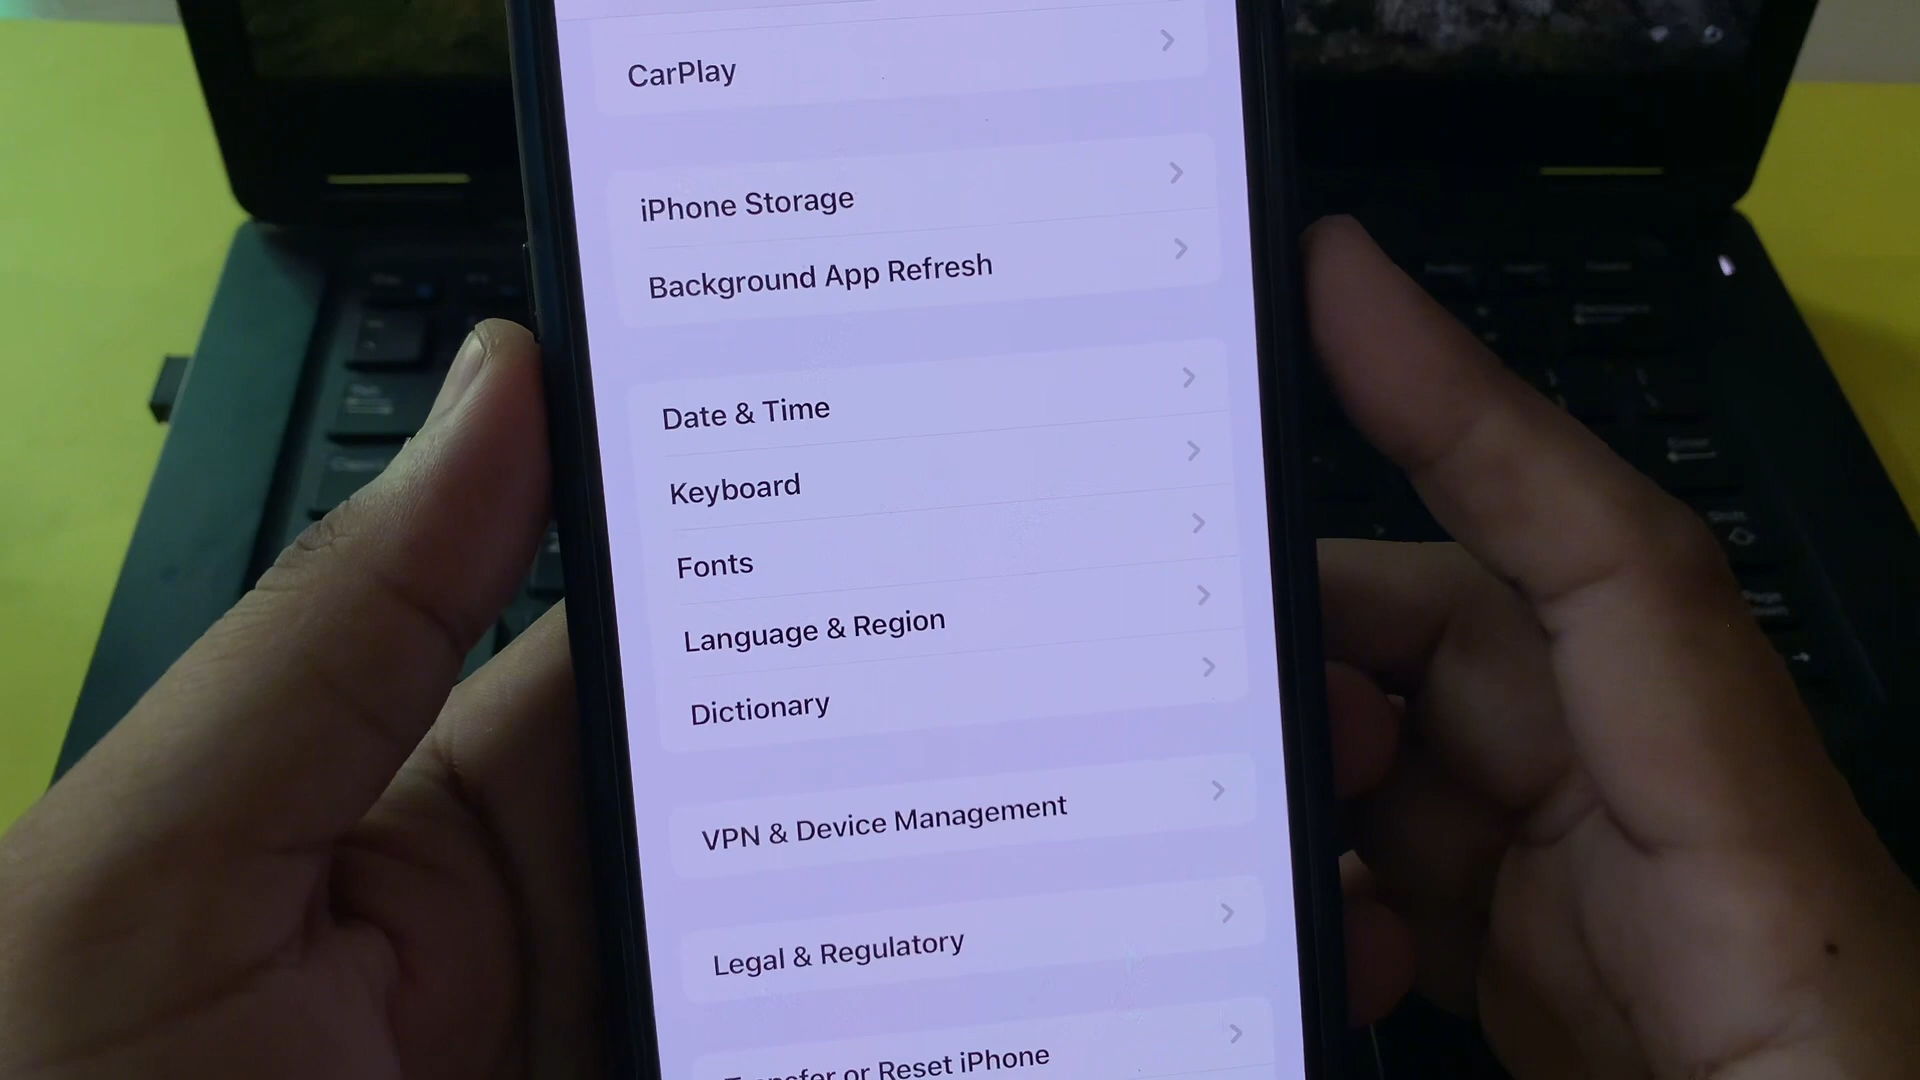 CarPlay
iPhone Storage
Background App Refresh
Date & Time
Keyboard
Fonts
Language & Region
Dictionary
VPN & Device Management
Legal & Regulatory
Transfer or Reset iPhone